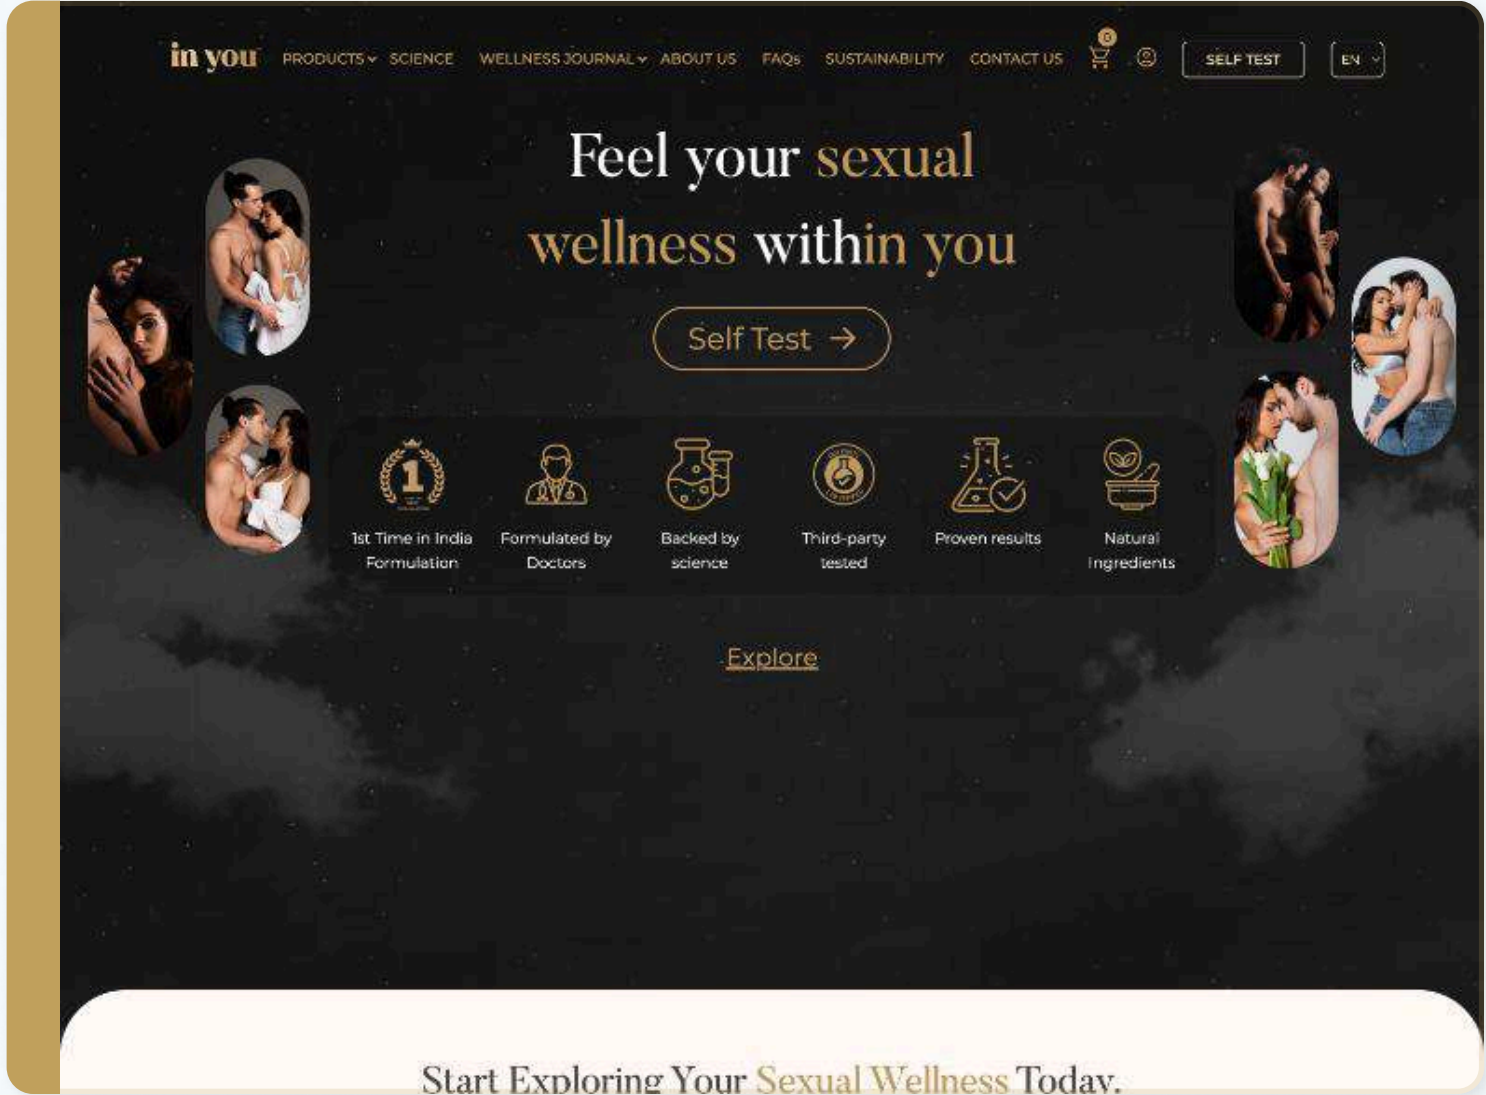 in you
PRODUCTS SCIENCE WELLNESS JOURNAL ABOUT US FAQs SUSTAINABILITY CONTACT US 0 SELF TEST EN
Feel your sexual
wellness within you
Self Test →
1
1st Time in India
Formulation
Formulated by
Doctors
Backed by
science
Third-party
tested
Proven results
Natural
Ingredients
Explore
Start Exploring Your Sexual Wellness Today.